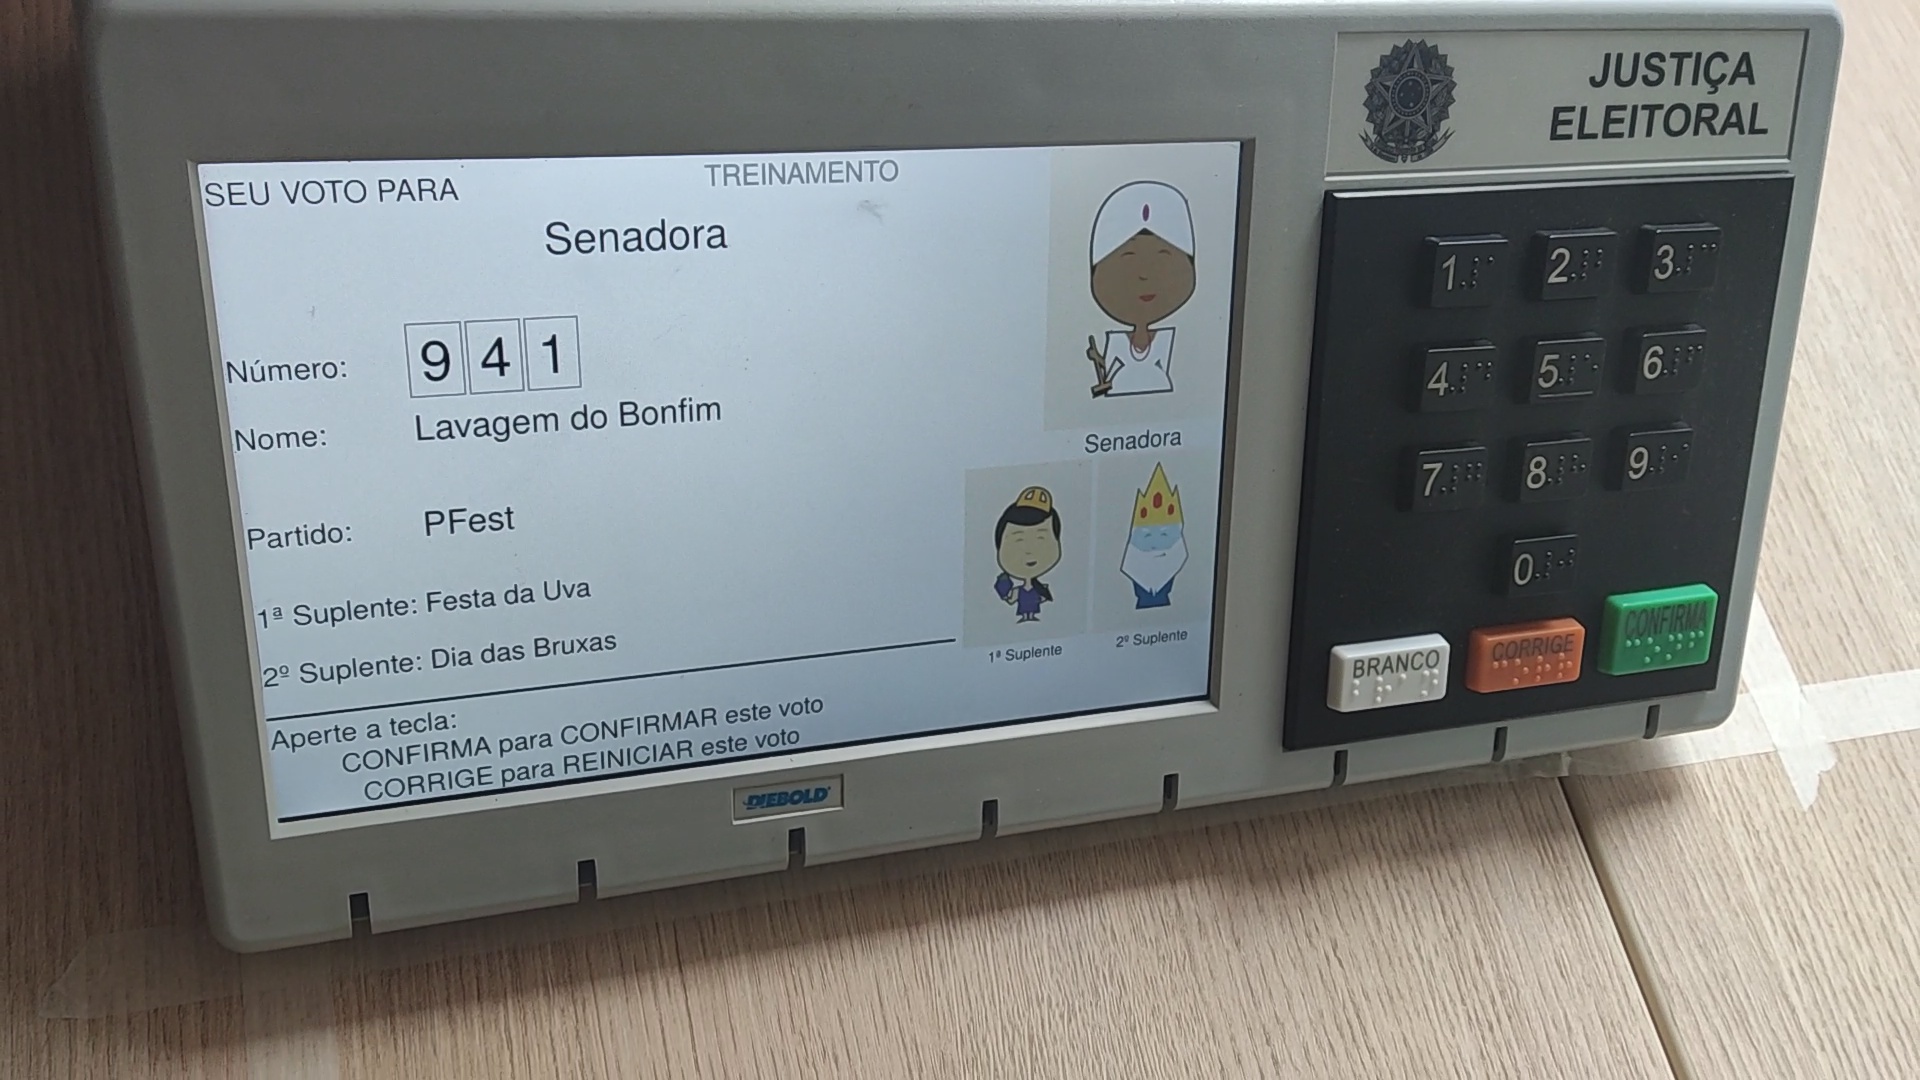 JUSTIÇA
ELEITORAL
TREINAMENTO
SEU VOTO PARA
Senadora
Número: 9 4 1
Nome: Lavagem do Bonfim
Senadora
Partido: PFest
1ª Suplente: Festa da Uva
2º Suplente: Dia das Bruxas
1ª Suplente
2º Suplente
Aperte a tecla:
CONFIRMA para CONFIRMAR este voto
CORRIGE para REINICIAR este voto
DIEBOLD
1 2 3
4 5 6
7 8 9
0
BRANCO CORRIGE CONFIRMA